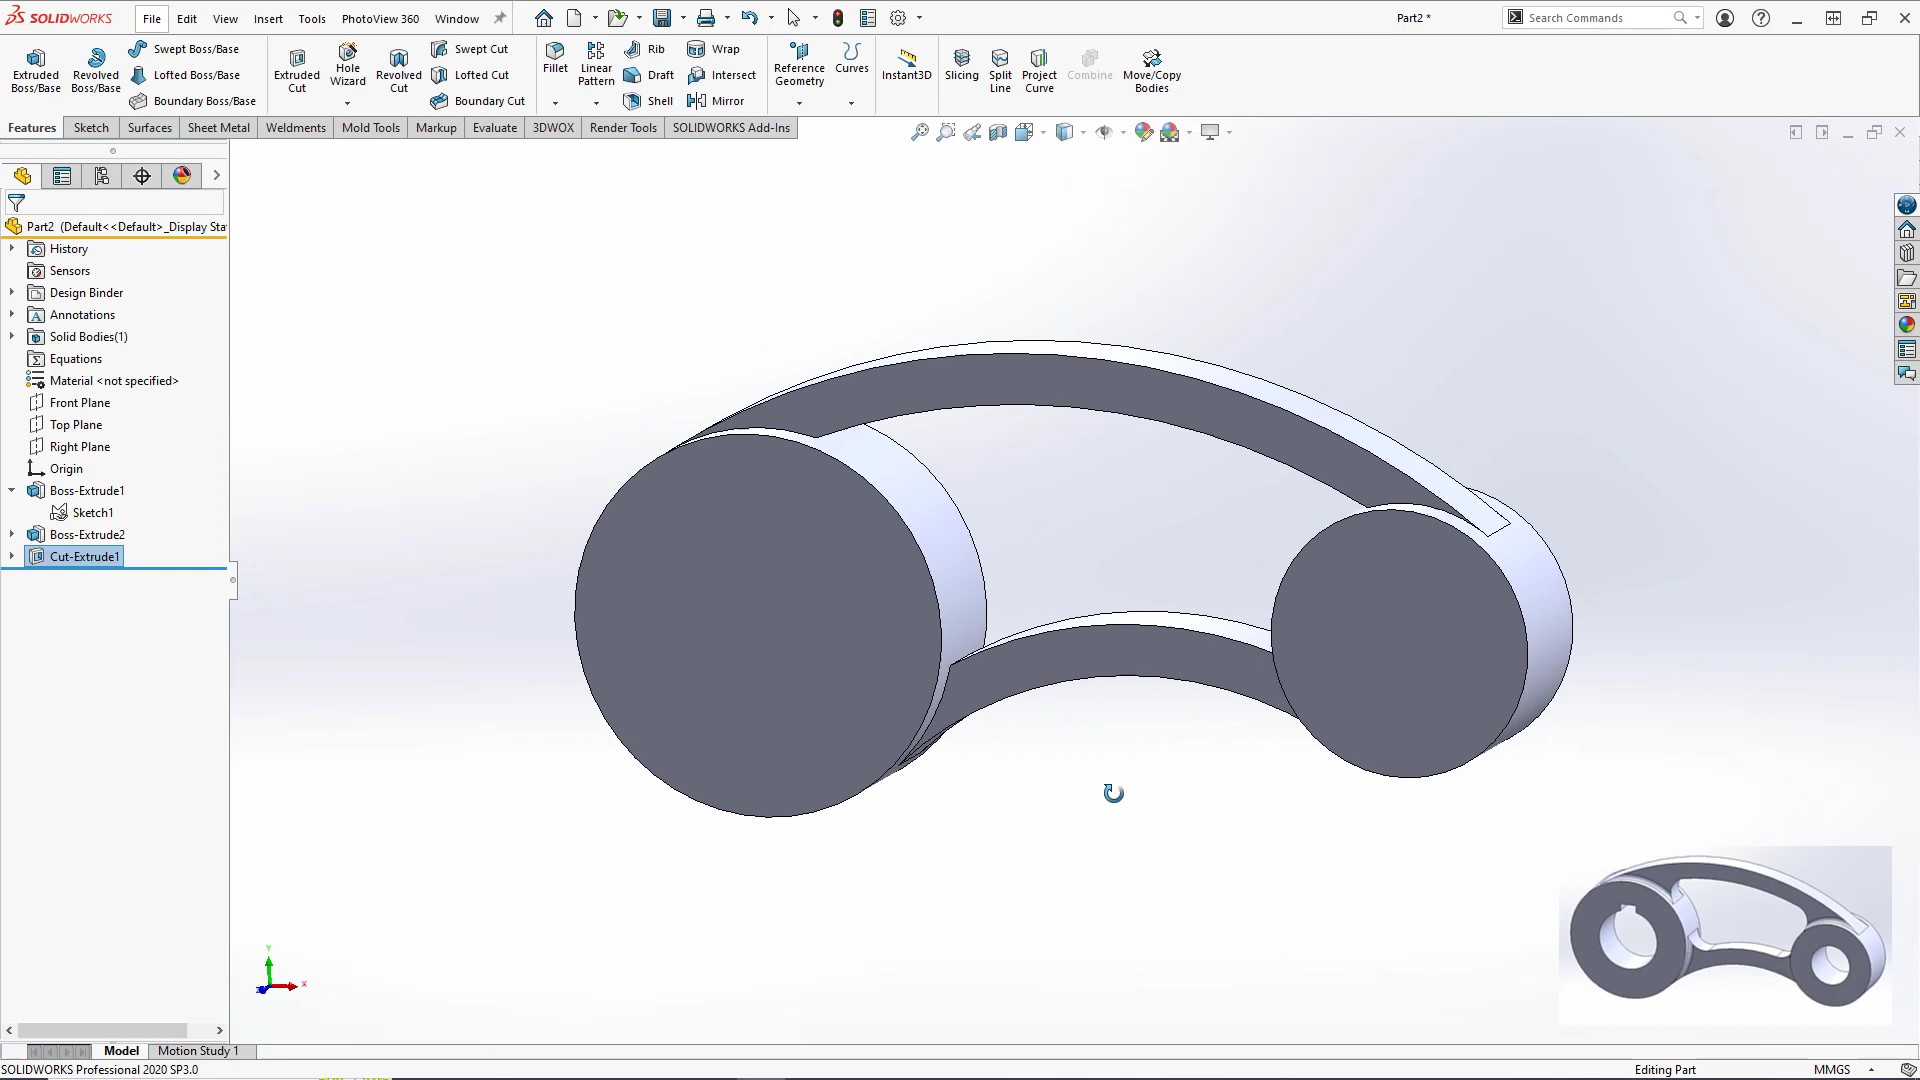 SOLIDWORKS File Edit View Insert Tools PhotoView 360 Window Part2 * Search Commands
Extruded Boss/Base
Revolved Boss/Base
Swept Boss/Base
Lofted Boss/Base
Boundary Boss/Base
Extruded Cut
Hole Wizard
Revolved Cut
Swept Cut
Lofted Cut
Boundary Cut
Fillet
Linear Pattern
Rib
Draft
Shell
Wrap
Intersect
Mirror
Reference Geometry
Curves
Instant3D
Slicing
Split Line
Project Curve
Combine
Move/Copy Bodies
Features Sketch Surfaces Sheet Metal Weldments Mold Tools Markup Evaluate 3DWOX Render Tools SOLIDWORKS Add-Ins
Part2 (Default<<Default>_Display Sta
History
Sensors
Design Binder
Annotations
Solid Bodies(1)
Equations
Material <not specified>
Front Plane
Top Plane
Right Plane
Origin
Boss-Extrude1
Sketch1
Boss-Extrude2
Cut-Extrude1
Y
X
Z
Model Motion Study 1
SOLIDWORKS Professional 2020 SP3.0 Editing Part MMGS